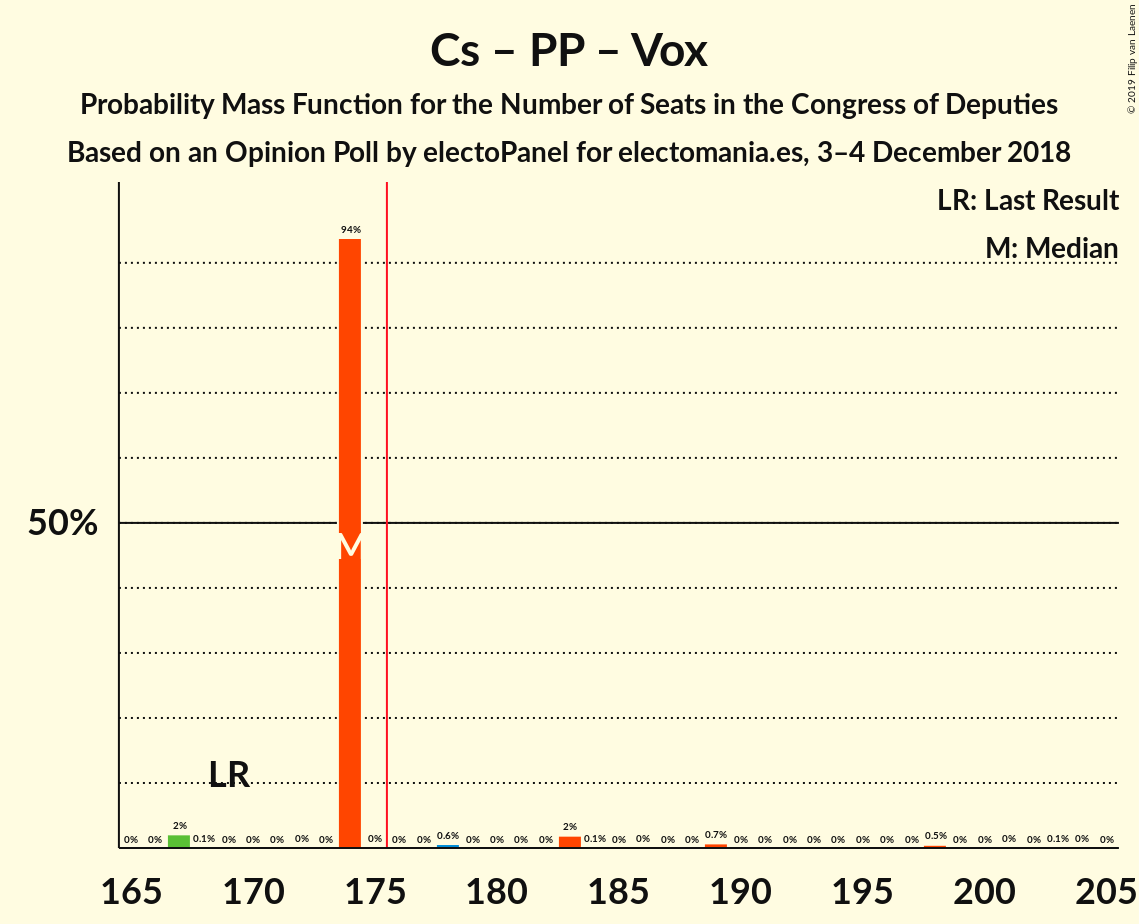 Cs – PP – Vox
Probability Mass Function for the Number of Seats in the Congress of Deputies
Based on an Opinion Poll by electoPanel for electomania.es, 3–4 December 2018
© 2019 Filip van Laenen
LR: Last Result
M: Median
94%
50%
M
LR
0% 0% 2% 0.1% 0% 0% 0% 0% 0% 0% 0% 0% 0.6% 0% 0% 0% 0% 2% 0.1% 0% 0% 0% 0% 0.7% 0% 0% 0% 0% 0% 0% 0% 0% 0.5% 0% 0% 0% 0% 0.1% 0% 0%
165 170 175 180 185 190 195 200 205